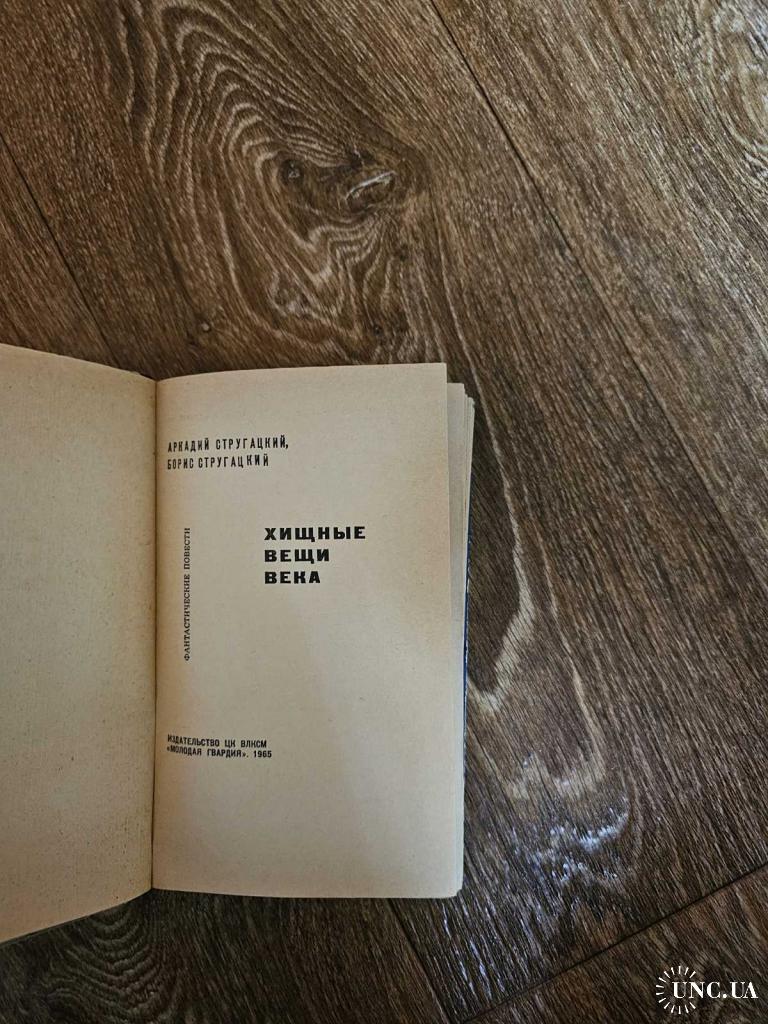 АРКАДИЙ СТРУГАЦКИЙ,
БОРИС СТРУГАЦКИЙ
ФАНТАСТИЧЕСКИЕ ПОВЕСТИ
ХИЩНЫЕ
ВЕЩИ
ВЕКА
ИЗДАТЕЛЬСТВО ЦК ВЛКСМ
«МОЛОДАЯ ГВАРДИЯ». 1965
UNC.UA